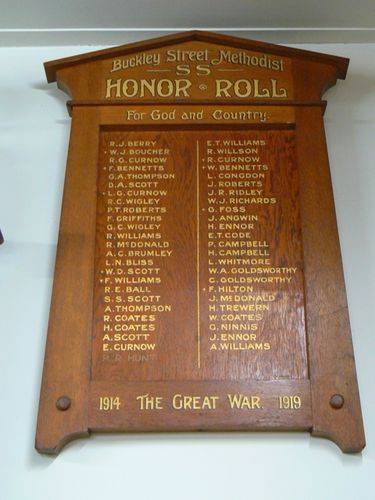 Buckley Street Methodist
S S
HONOR ROLL
For God and Country.
R. J. BERRY
+ W. J. BOUCHER
R. G. CURNOW
+ F. BENNETTS
G. A. THOMPSON
D. A. SCOTT
+ L. G. CURNOW
R. C. WIGLEY
P. T. ROBERTS
F. GRIFFITHS
G. C. WIGLEY
R. WILLIAMS
R. McDONALD
A. C. BRUMLEY
L. N. BLISS
+ W. D. SCOTT
+ F. WILLIAMS
R. E. BALL
S. S. SCOTT
A. THOMPSON
R. COATES
H. COATES
A. SCOTT
E. CURNOW
R. R. HUNT
E. T. WILLIAMS
R. WILLSON
+ R. CURNOW
+ W. BENNETTS
L. CONGDON
J. ROBERTS
J. R. RIDLEY
W. J. RICHARDS
+ G. FOSS
J. ANGWIN
H. ENNOR
E. T. CODE
P. CAMPBELL
H. CAMPBELL
L. WHITMORE
W. A. GOLDSWORTHY
C. GOLDSWORTHY
+ F. HILTON
J. McDONALD
H. TREWERN
W. COATES
G. NINNIS
J. ENNOR
A. WILLIAMS
1914 THE GREAT WAR. 1919